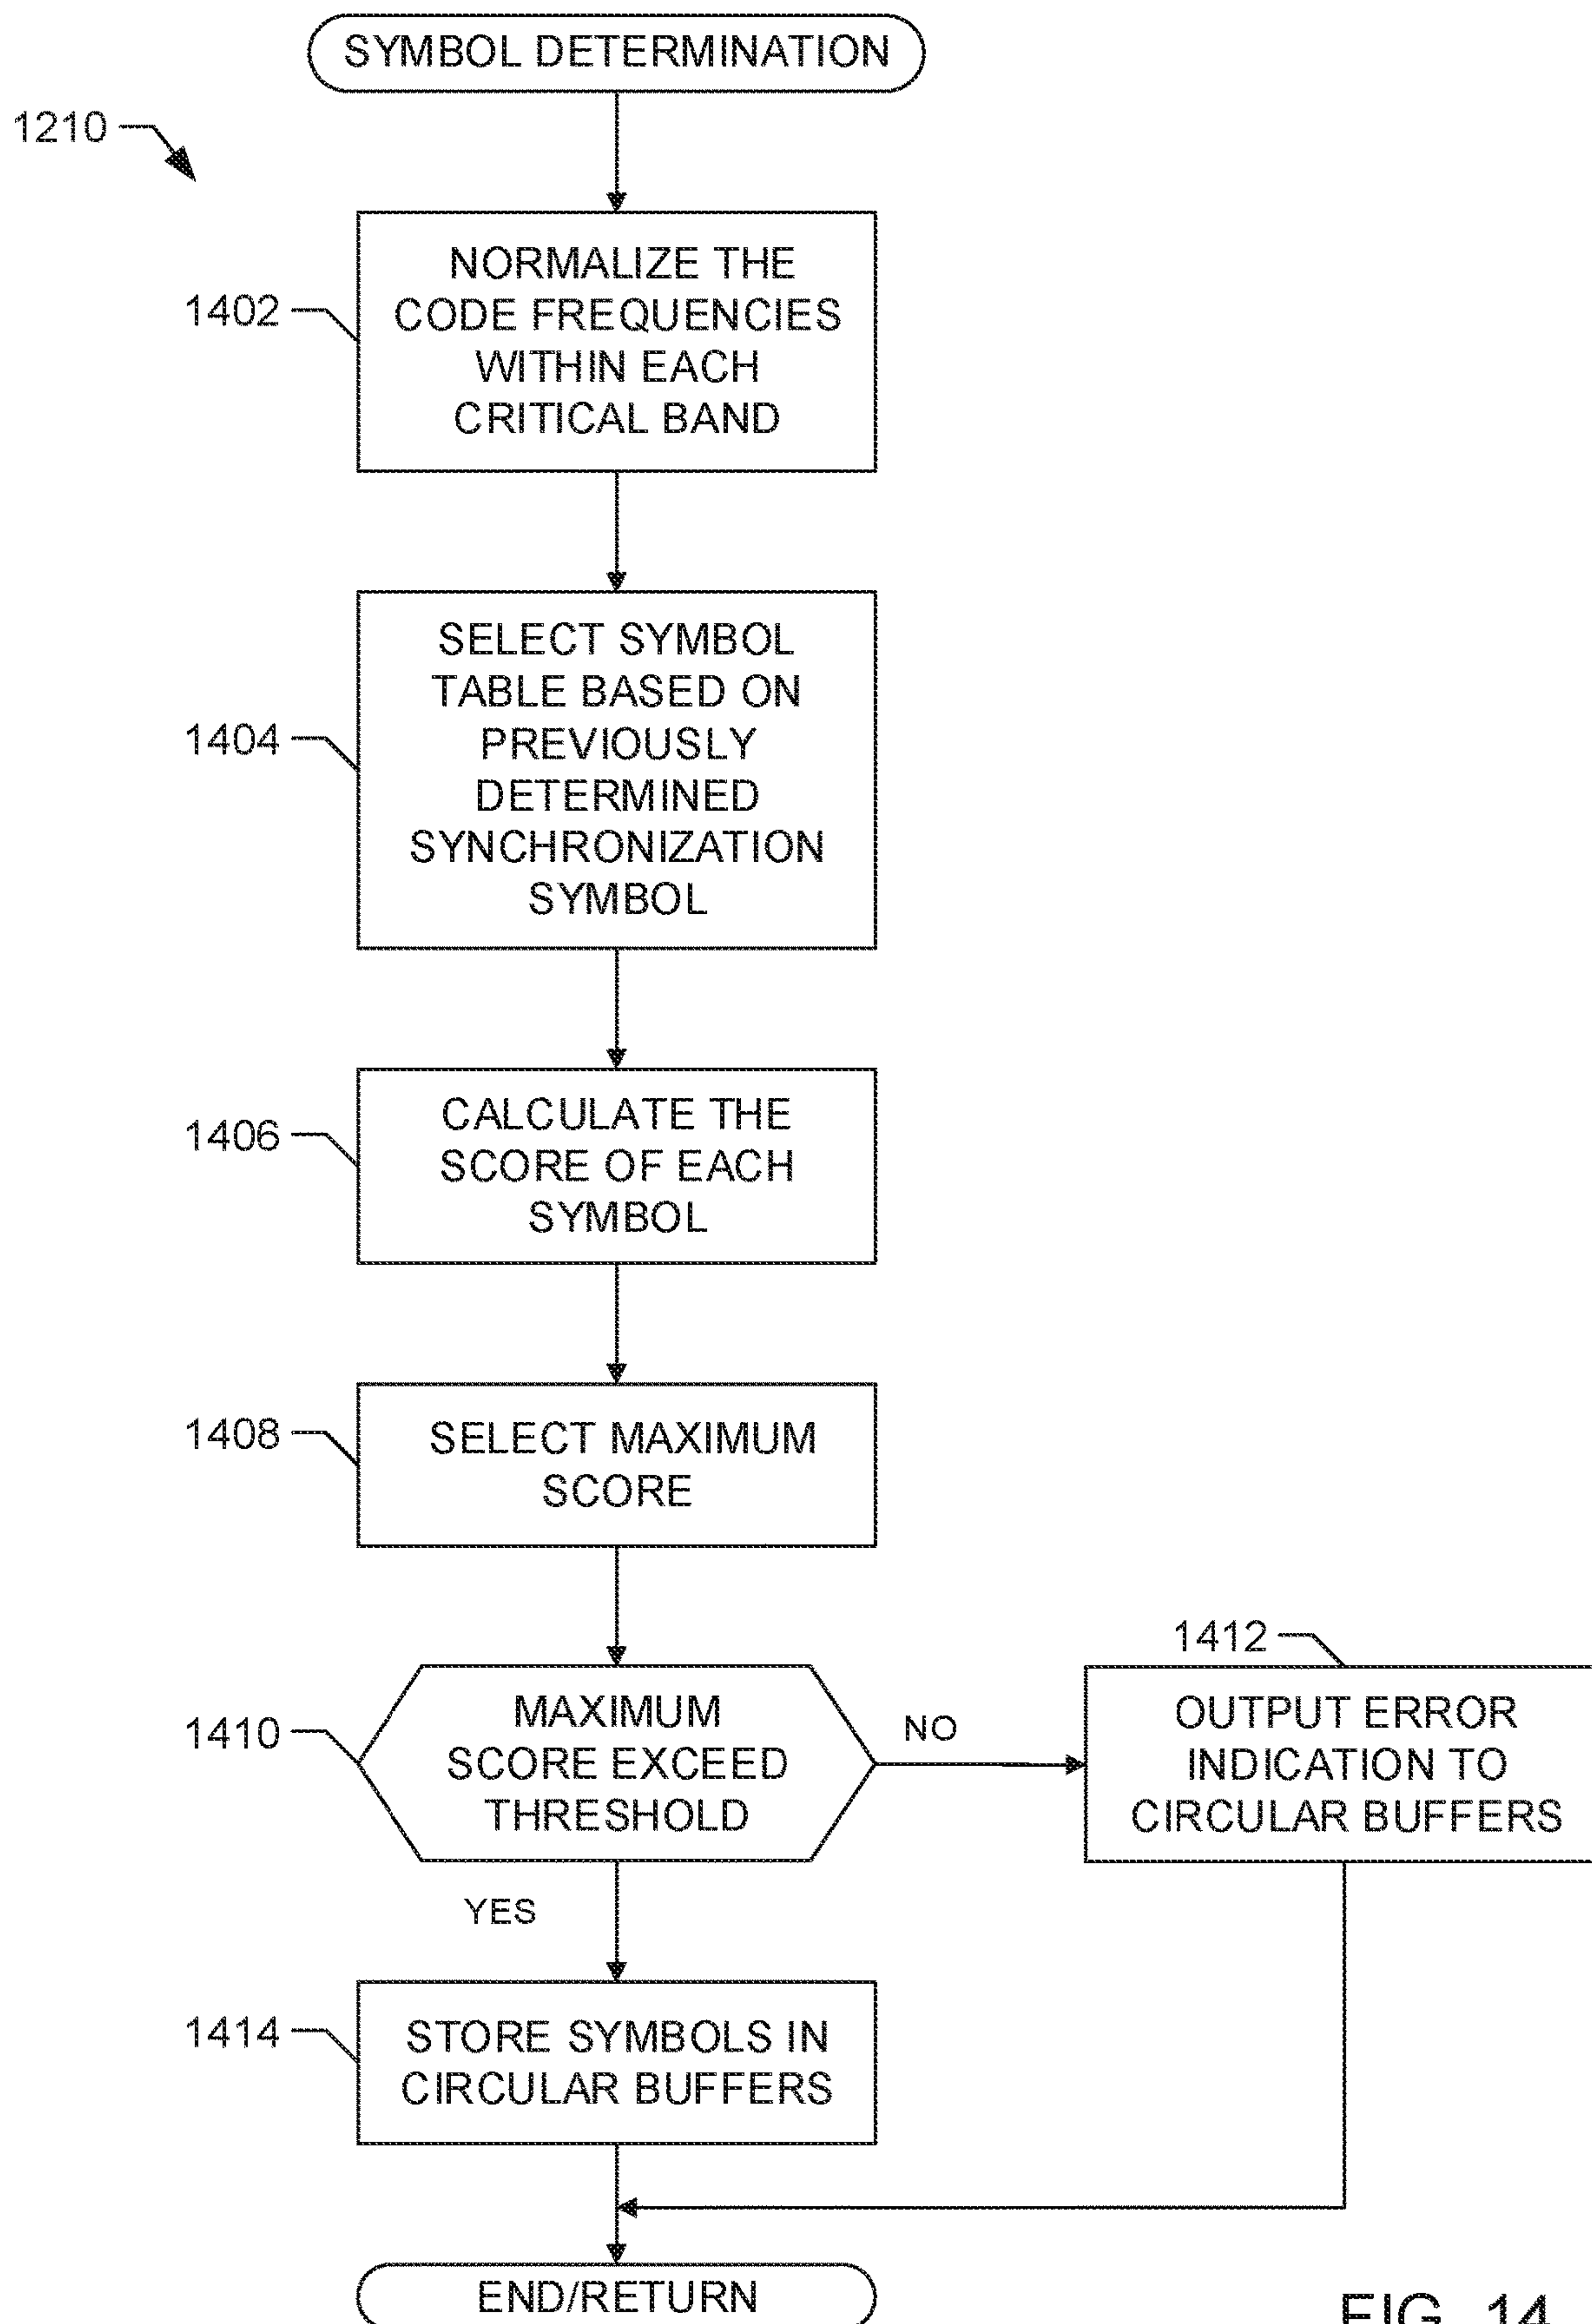 SYMBOL DETERMINATION
1210
NORMALIZE THE
CODE FREQUENCIES
WITHIN EACH
CRITICAL BAND
1402
SELECT SYMBOL
TABLE BASED ON
PREVIOUSLY
DETERMINED
SYNCHRONIZATION
SYMBOL
1404
CALCULATE THE
SCORE OF EACH
SYMBOL
1406
SELECT MAXIMUM
SCORE
1408
MAXIMUM
SCORE EXCEED
THRESHOLD
1410
NO
1412
OUTPUT ERROR
INDICATION TO
CIRCULAR BUFFERS
YES
STORE SYMBOLS IN
CIRCULAR BUFFERS
1414
END/RETURN
FIG. 14